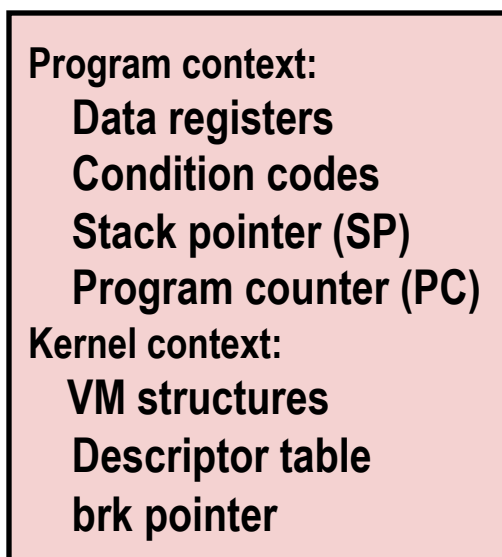 Program context:
Data registers
Condition codes
Stack pointer (SP)
Program counter (PC)
Kernel context:
VM structures
Descriptor table
brk pointer